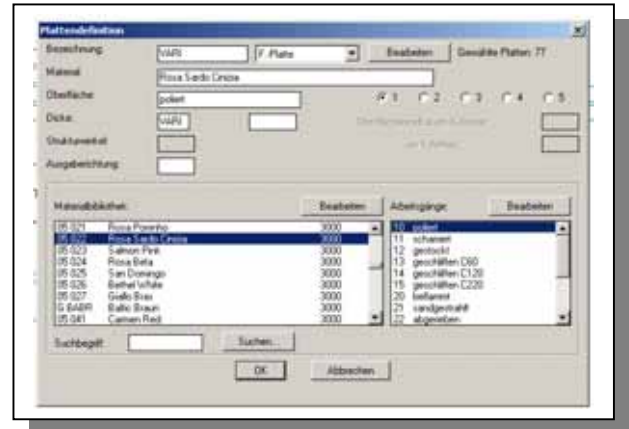 Plattendefinition
Bezeichnung: VARI F-Platte Bearbeiten Gewählte Platten: 77
Material: Rosa Sardo Cinizia
Oberfläche: poliert 1 2 3 4 5
Dicke: VARI
Strukturvertal
Ausgaberichtung:
Materialbibliothek: Bearbeiten Arbeitsgänge: Bearbeiten
05 021 Rosa Porrinho 3000
05 022 Rosa Sardo Cinizia 3000
05 023 Salmon Pink 3000
05 024 Rosa Beta 3000
05 025 San Domingo 3000
05 026 Bethel White 3000
05 027 Giallo Bras 3000
G BABR Baltic Braun 3000
05 041 Carmen Red 3000
10 poliert
11 scharriert
12 gestockt
13 geschliffen C60
14 geschliffen C120
15 geschliffen C220
20 beflammt
21 sandgestrahlt
22 abgerieben
Suchbegriff: Suchen...
OK Abbrechen